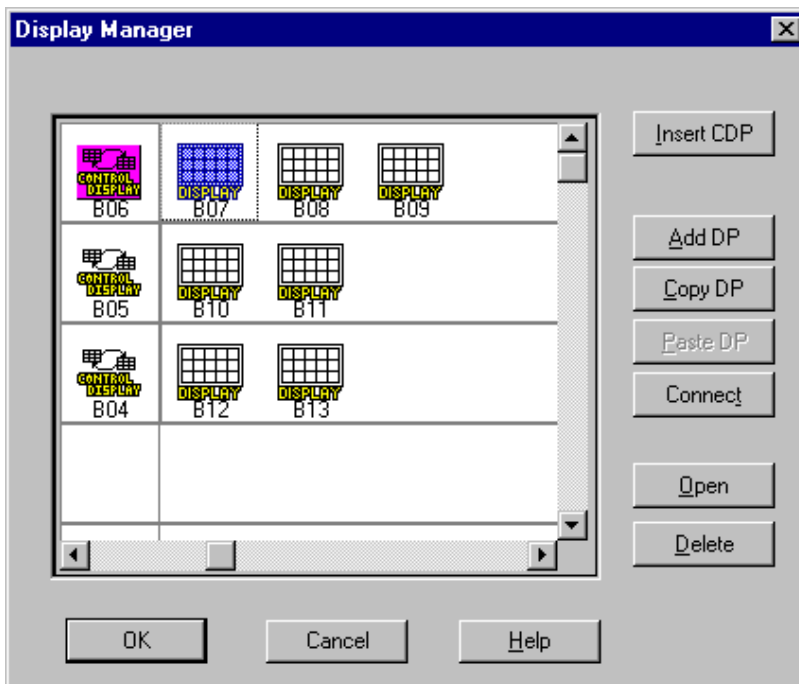 Display Manager
Insert CDP
CONTROL DISPLAY B06
DISPLAY B07
DISPLAY B08
DISPLAY B09
Add DP
CONTROL DISPLAY B05
DISPLAY B10
DISPLAY B11
Copy DP
Paste DP
CONTROL DISPLAY B04
DISPLAY B12
DISPLAY B13
Connect
Open
Delete
OK
Cancel
Help